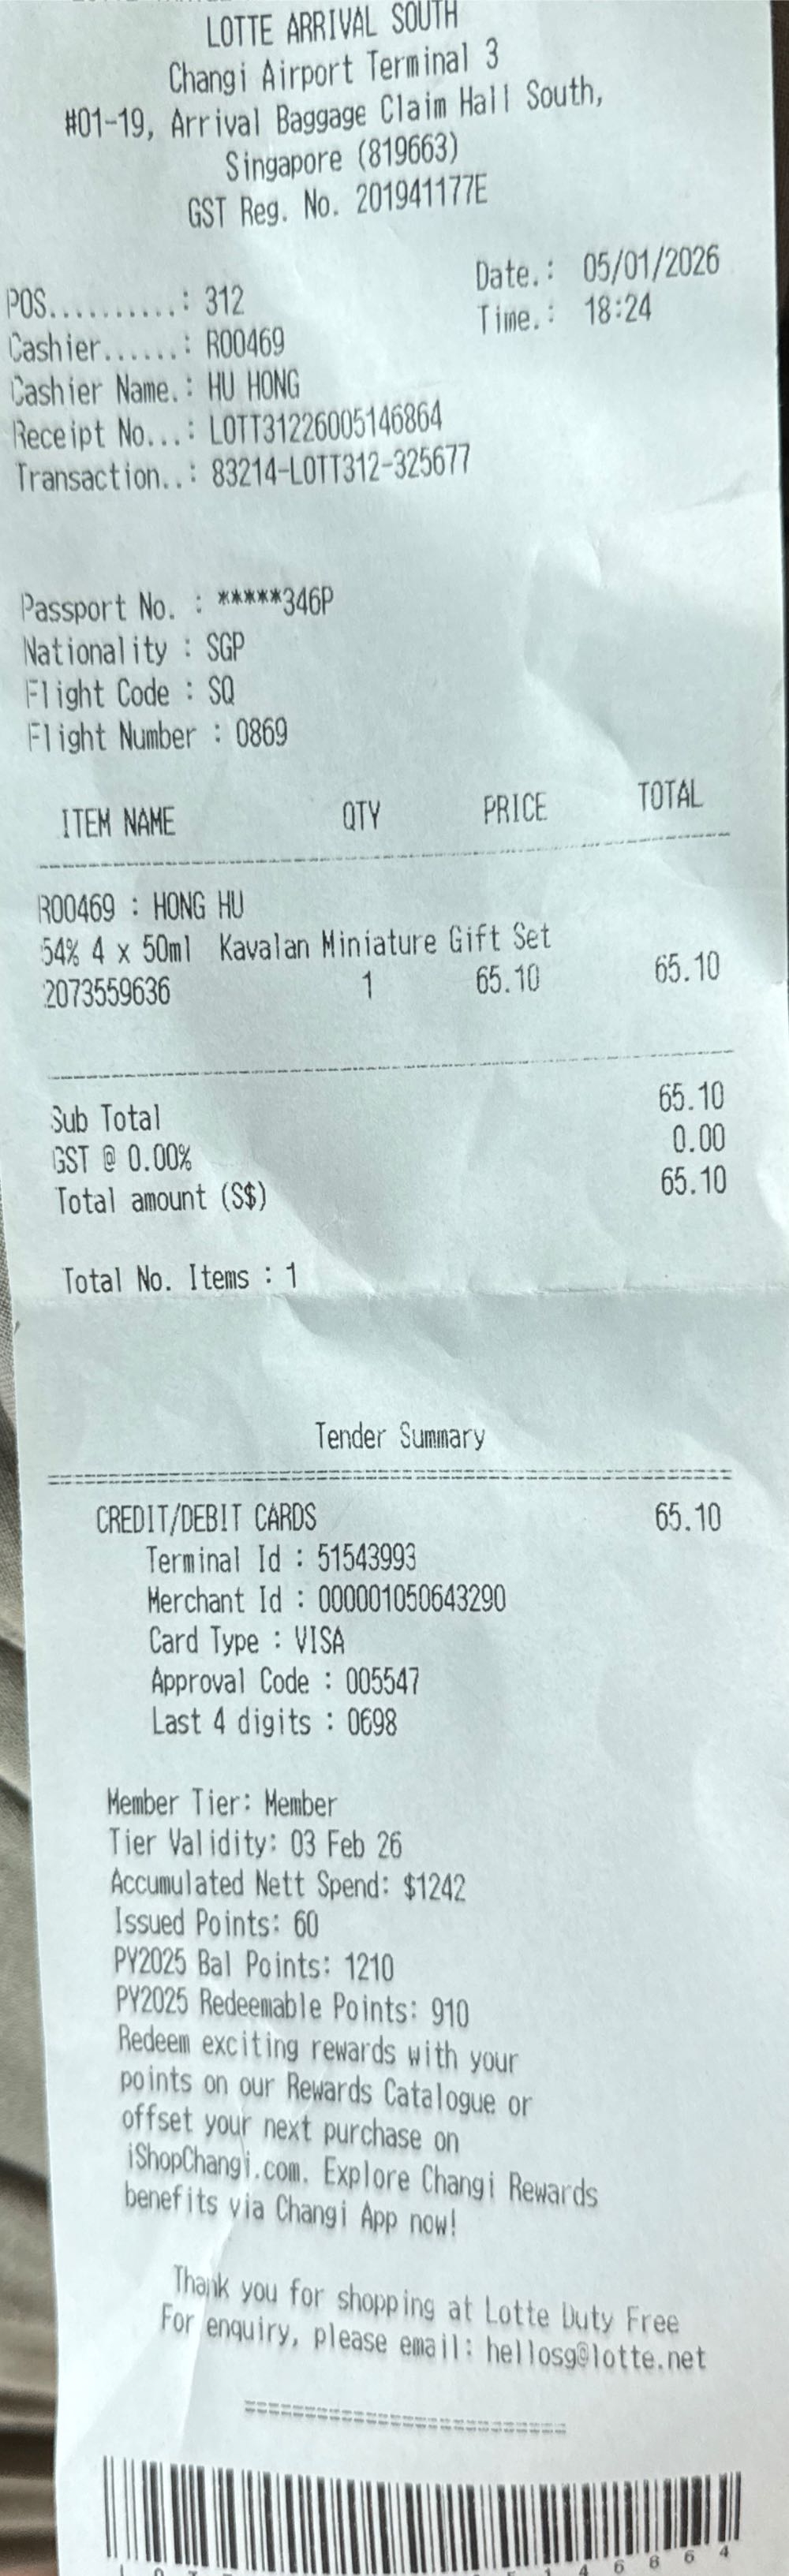 LOTTE ARRIVAL SOUTH
Changi Airport Terminal 3
#01-19, Arrival Baggage Claim Hall South,
Singapore (819663)
GST Reg. No. 201941177E
Date.: 05/01/2026
Time.: 18:24
POS..........: 312
Cashier......: R00469
Cashier Name.: HU HONG
Receipt No...: LOTT31226005146864
Transaction..: 83214-LOTT312-325677
Passport No. : *****346P
Nationality : SGP
Flight Code : SQ
Flight Number : 0869
ITEM NAME QTY PRICE TOTAL
R00469 : HONG HU
54% 4 x 50ml Kavalan Miniature Gift Set
2073559636 1 65.10 65.10
Sub Total 65.10
GST @ 0.00% 0.00
Total amount (S$) 65.10
Total No. Items : 1
Tender Summary
CREDIT/DEBIT CARDS 65.10
Terminal Id : 51543993
Merchant Id : 000001050643290
Card Type : VISA
Approval Code : 005547
Last 4 digits : 0698
Member Tier: Member
Tier Validity: 03 Feb 26
Accumulated Nett Spend: $1242
Issued Points: 60
PY2025 Bal Points: 1210
PY2025 Redeemable Points: 910
Redeem exciting rewards with your
points on our Rewards Catalogue or
offset your next purchase on
iShopChangi.com. Explore Changi Rewards
benefits via Changi App now!
Thank you for shopping at Lotte Duty Free
For enquiry, please email: hellosg@lotte.net